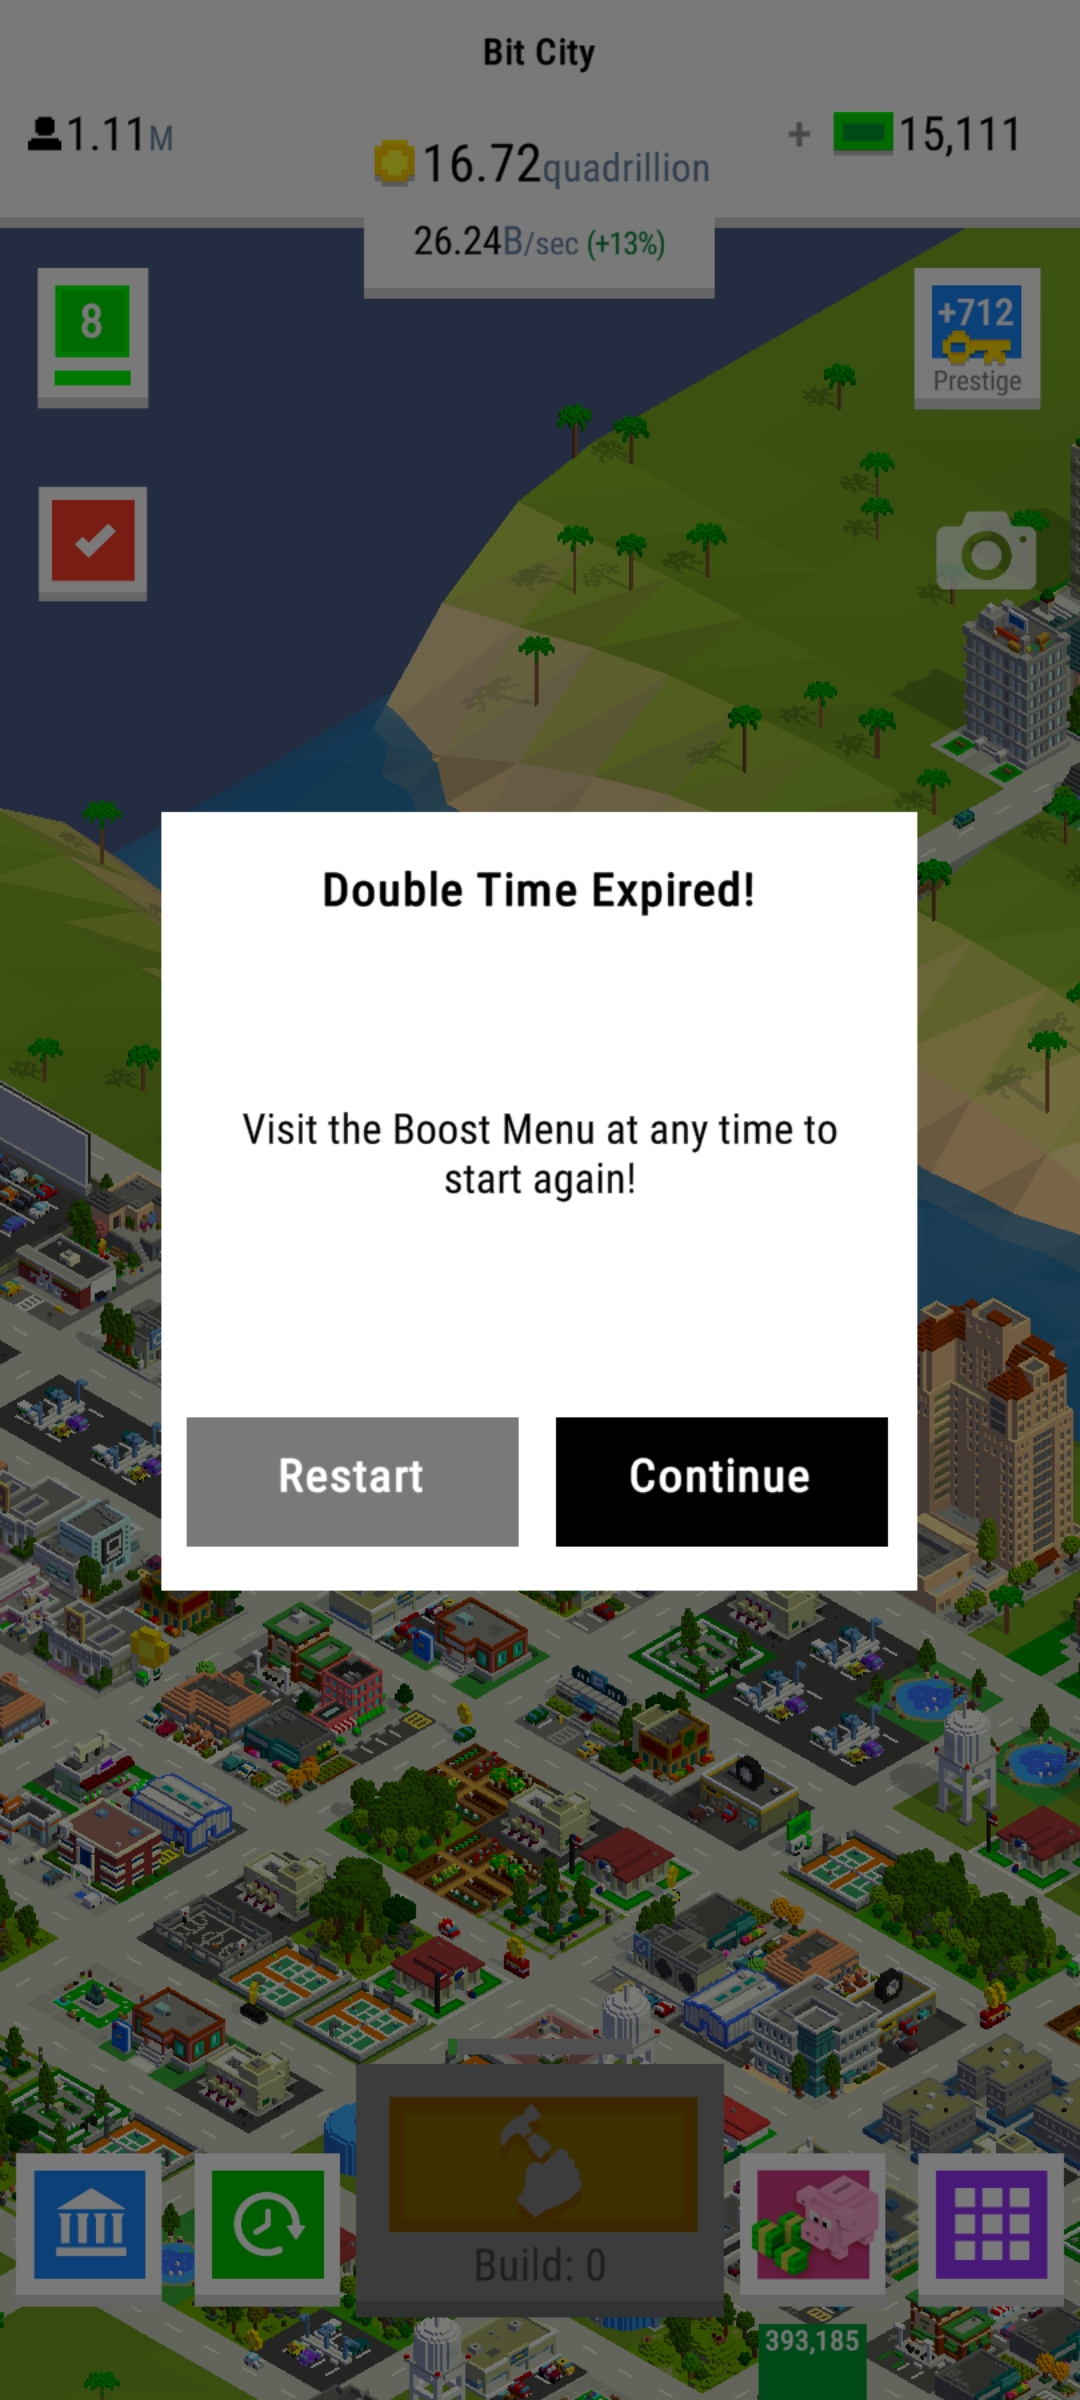 Bit City
1.11M
16.72quadrillion
+ 15,111
26.24B/sec (+13%)
8
+712
Prestige
Double Time Expired!
Visit the Boost Menu at any time to
start again!
Restart
Continue
Build: 0
393,185